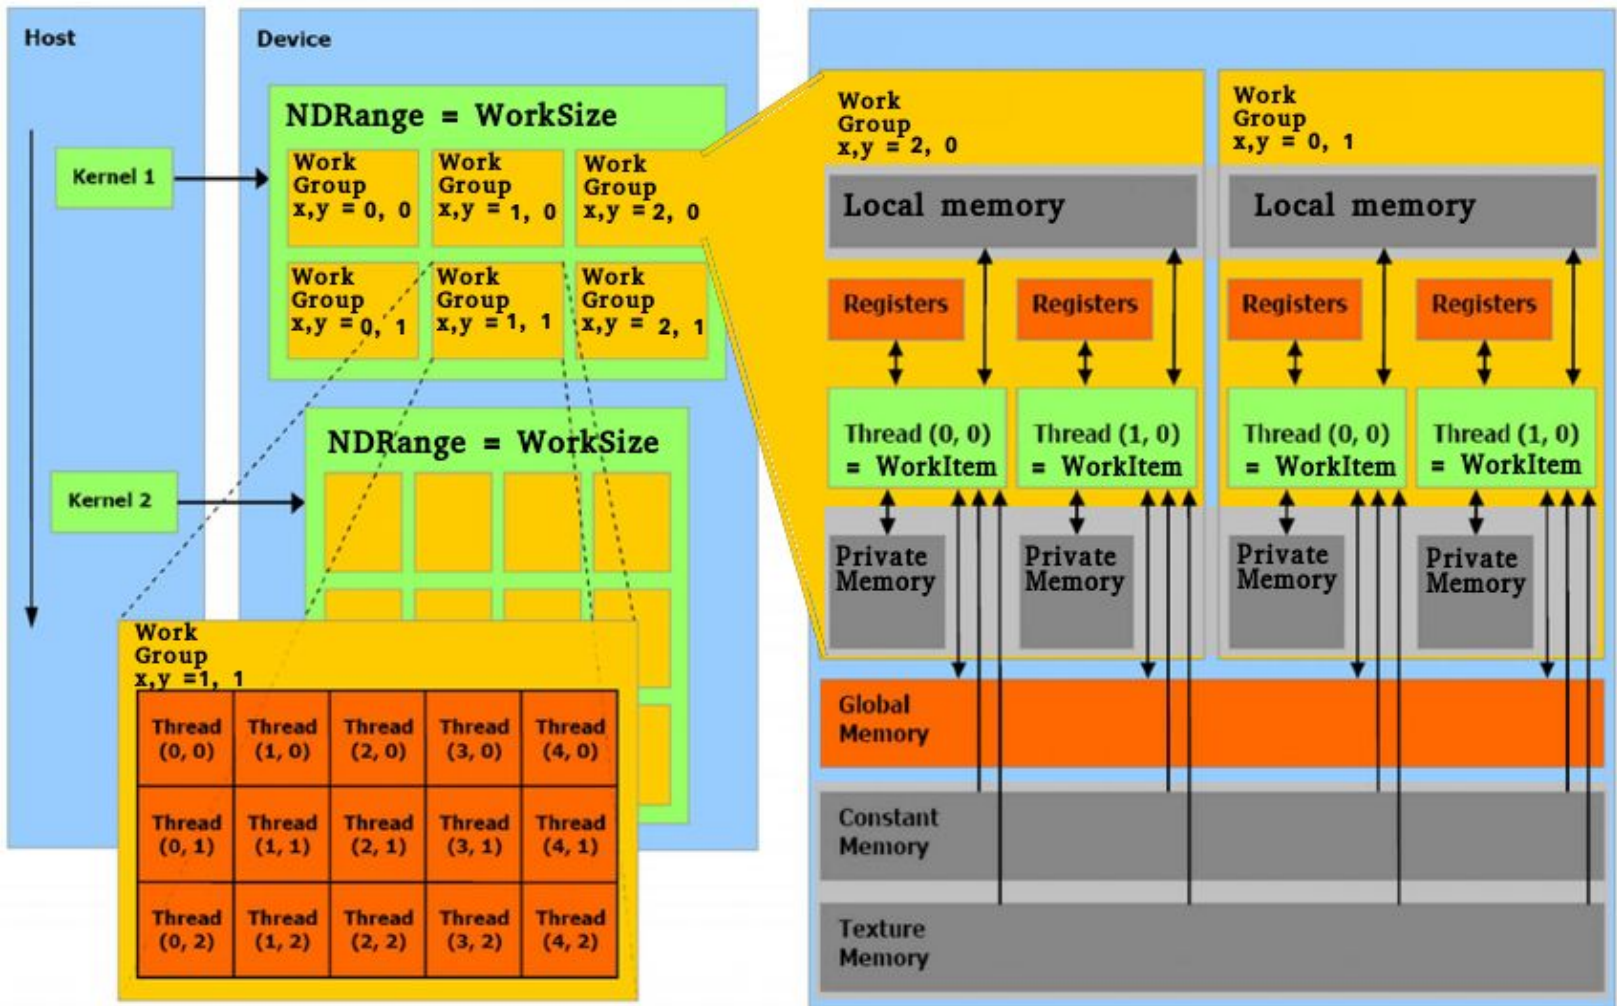 Host
Device
NDRange = WorkSize
Kernel 1
Work
Group
x,y = 0, 0
Work
Group
x,y = 1, 0
Work
Group
x,y = 2, 0
Work
Group
x,y = 0, 1
Work
Group
x,y = 1, 1
Work
Group
x,y = 2, 1
NDRange = WorkSize
Kernel 2
Work
Group
x,y =1, 1
Thread
(0, 0)
Thread
(1, 0)
Thread
(2, 0)
Thread
(3, 0)
Thread
(4, 0)
Thread
(0, 1)
Thread
(1, 1)
Thread
(2, 1)
Thread
(3, 1)
Thread
(4, 1)
Thread
(0, 2)
Thread
(1, 2)
Thread
(2, 2)
Thread
(3, 2)
Thread
(4, 2)
Work
Group
x,y = 2, 0
Local memory
Registers
Registers
Thread (0, 0)
= WorkItem
Thread (1, 0)
= WorkItem
Private
Memory
Private
Memory
Work
Group
x,y = 0, 1
Local memory
Registers
Registers
Thread (0, 0)
= WorkItem
Thread (1, 0)
= WorkItem
Private
Memory
Private
Memory
Global
Memory
Constant
Memory
Texture
Memory